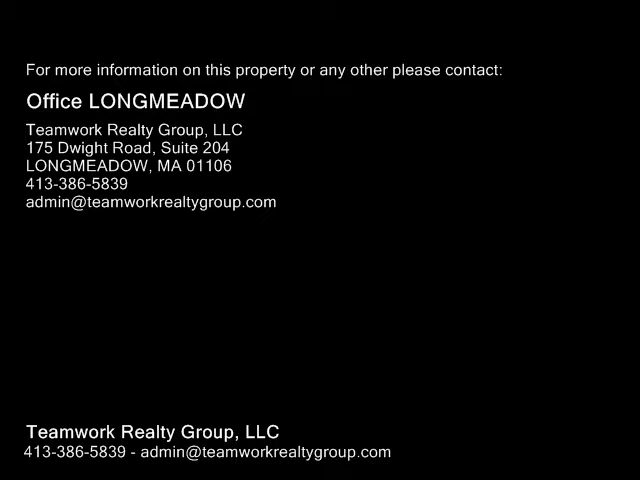 For more information on this property or any other please contact:
Office LONGMEADOW
Teamwork Realty Group, LLC
175 Dwight Road, Suite 204
LONGMEADOW, MA 01106
413-386-5839
admin@teamworkrealtygroup.com
Teamwork Realty Group, LLC
413-386-5839 - admin@teamworkrealtygroup.com